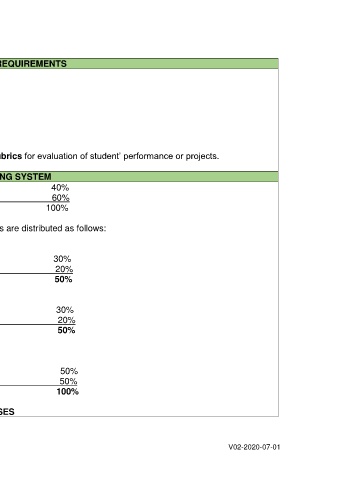 REQUIREMENTS
ubrics for evaluation of student' performance or projects.
NG SYSTEM
40%
60%
100%
s are distributed as follows:
30%
20%
50%
30%
20%
50%
50%
50%
100%
SES
V02-2020-07-01